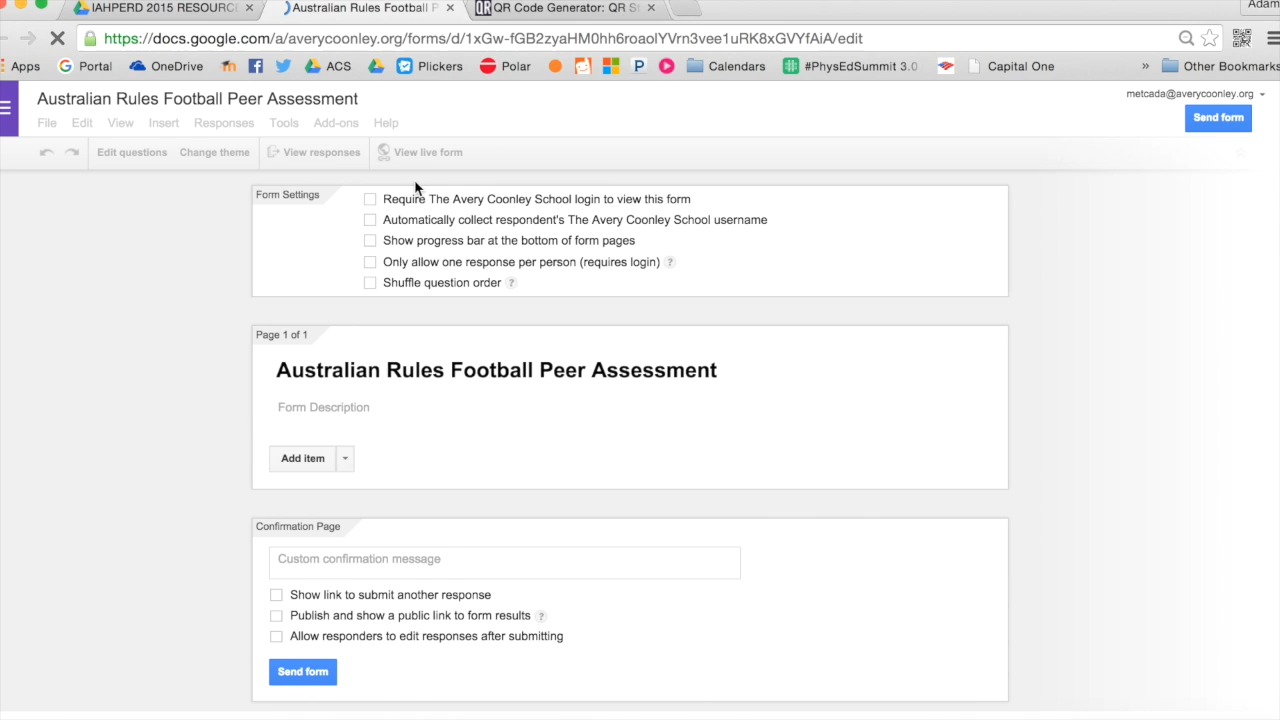 IAHPERD 2015 RESOURC
Australian Rules Football P
QR Code Generator: QR S
Adam
https://docs.google.com/a/averycoonley.org/forms/d/1xGw-fGB2zyaHM0hh6roaolYVrn3vee1uRK8xGVYfAiA/edit
Apps Portal OneDrive ACS Plickers Polar Calendars #PhysEdSummit 3.0 Capital One » Other Bookmarks
Australian Rules Football Peer Assessment
metcada@averycoonley.org
File Edit View Insert Responses Tools Add-ons Help
Send form
Edit questions Change theme View responses View live form
Form Settings
Require The Avery Coonley School login to view this form
Automatically collect respondent's The Avery Coonley School username
Show progress bar at the bottom of form pages
Only allow one response per person (requires login) ?
Shuffle question order ?
Page 1 of 1
Australian Rules Football Peer Assessment
Form Description
Add item
Confirmation Page
Custom confirmation message
Show link to submit another response
Publish and show a public link to form results ?
Allow responders to edit responses after submitting
Send form